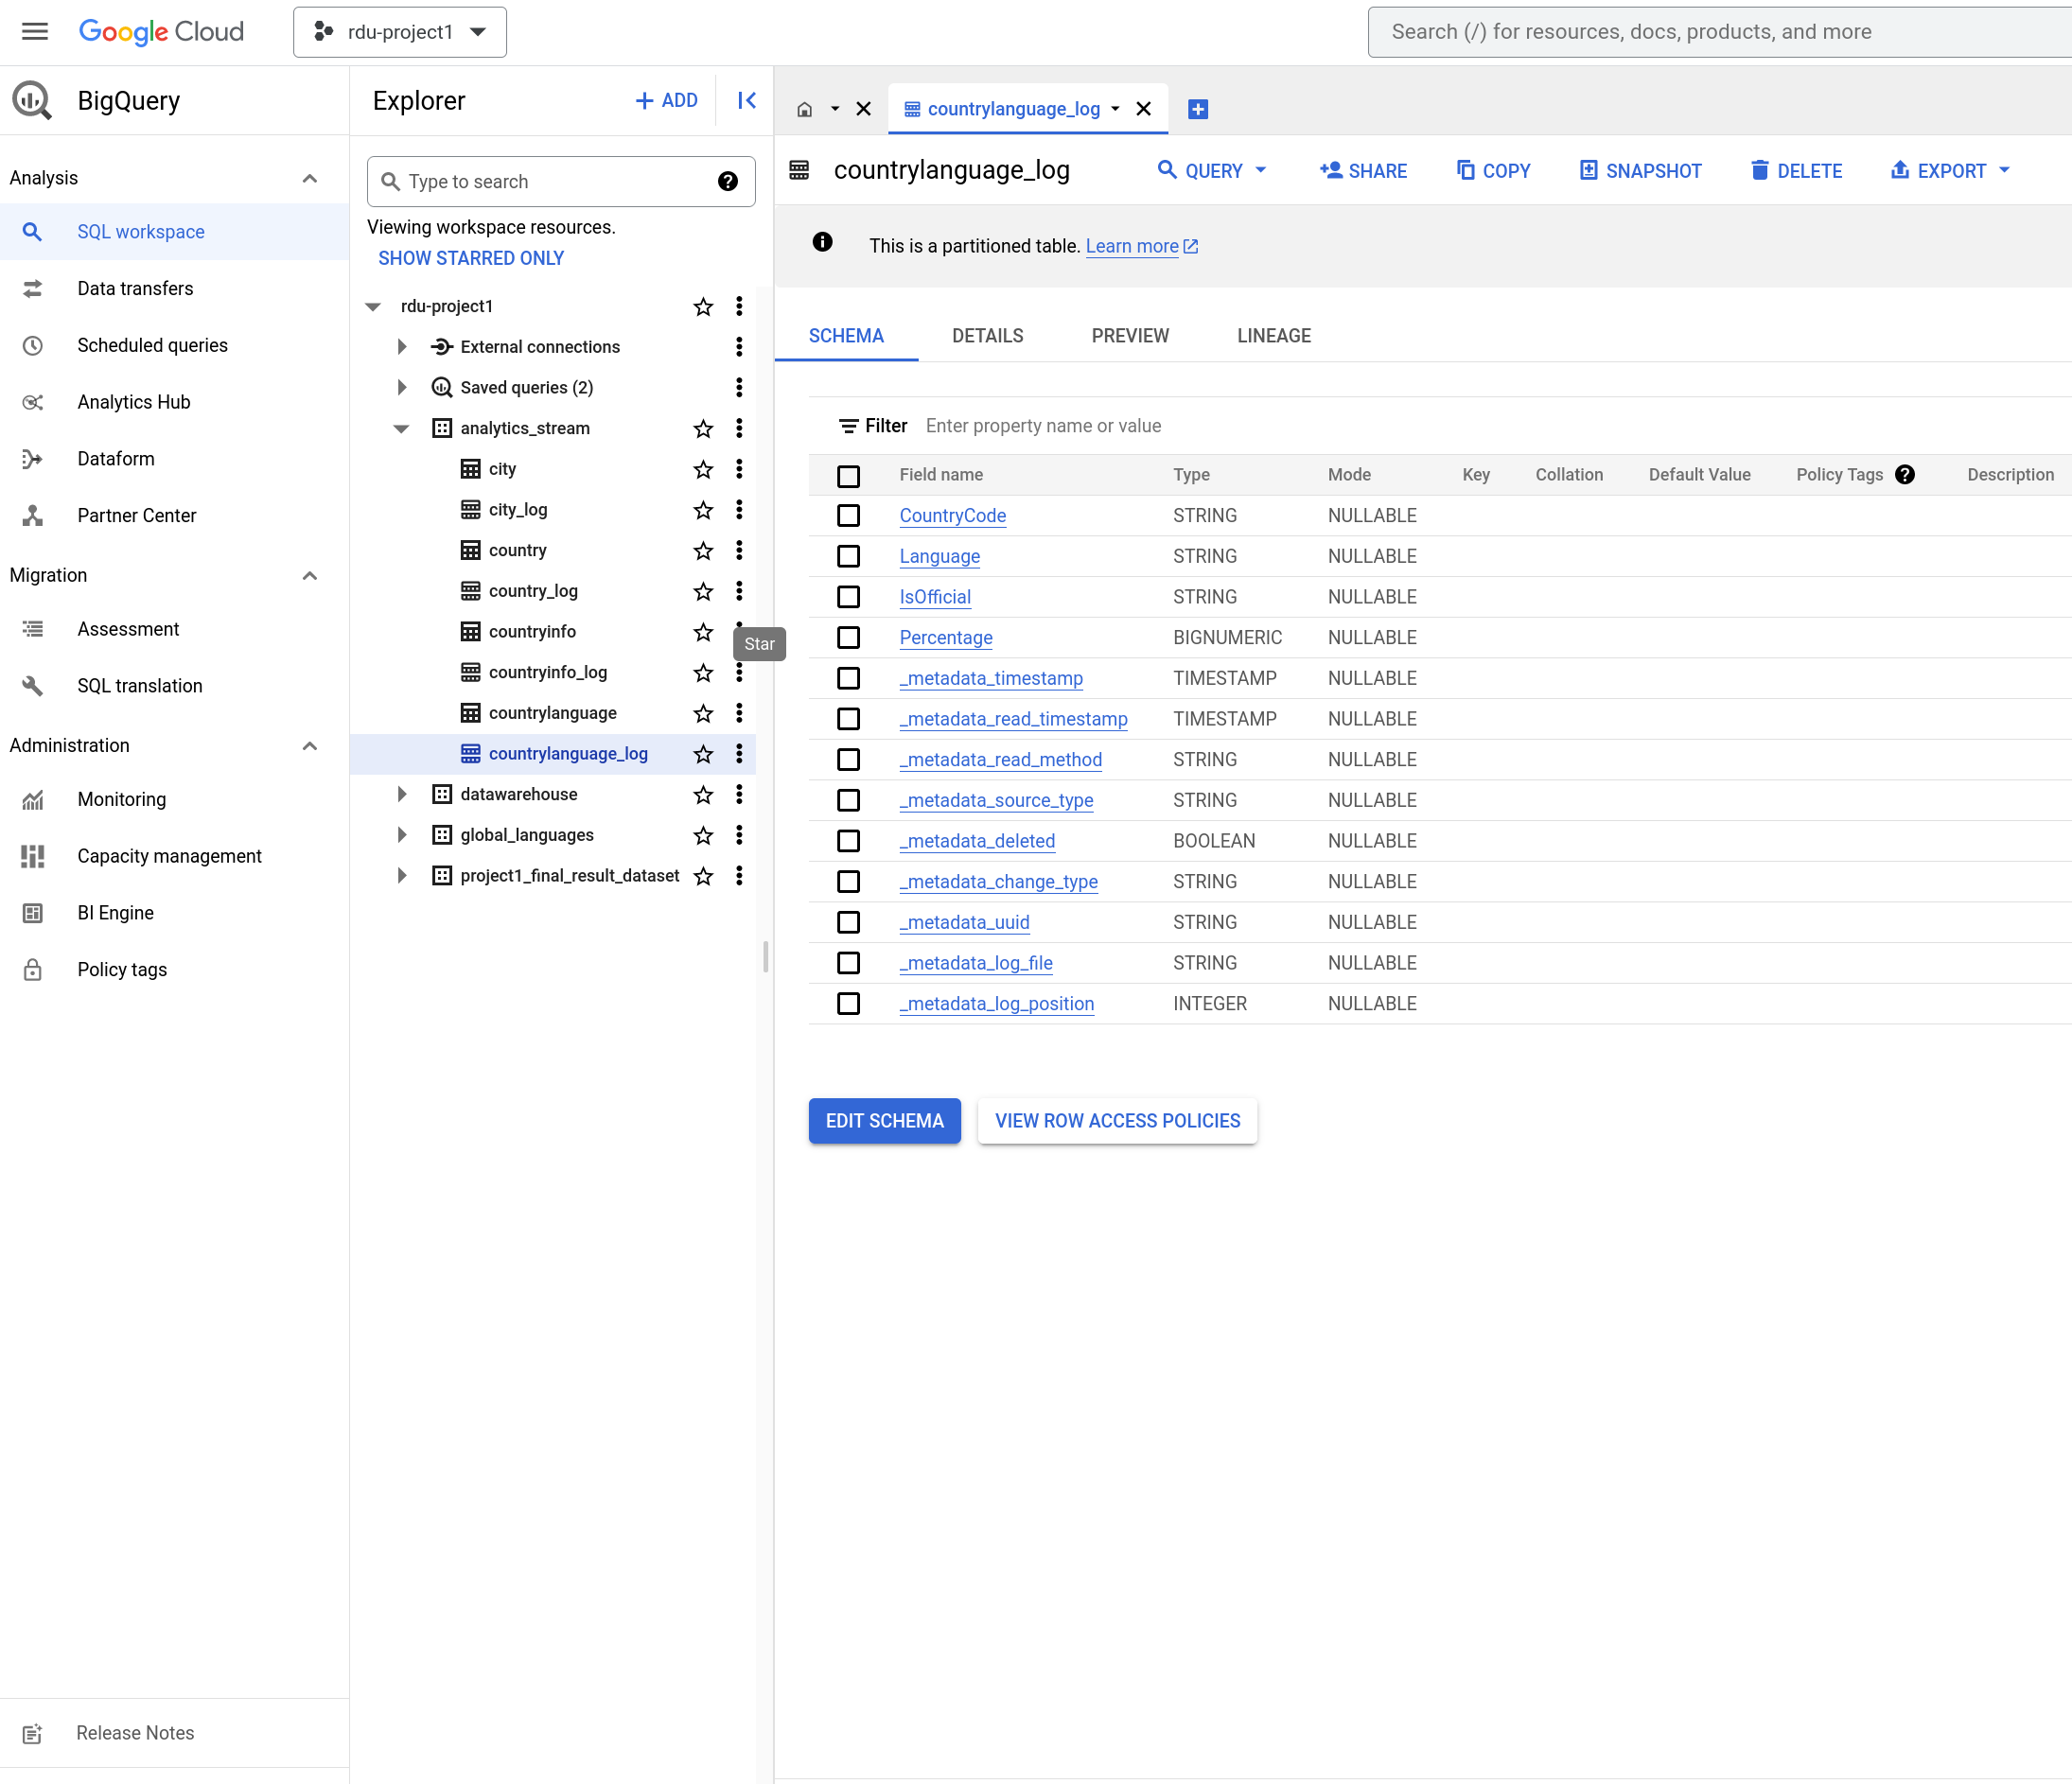 Google Cloud
rdu-project1
Search (/) for resources, docs, products, and more
BigQuery
Analysis
SQL workspace
Data transfers
Scheduled queries
Analytics Hub
Dataform
Partner Center
Migration
Assessment
SQL translation
Administration
Monitoring
Capacity management
BI Engine
Policy tags
Release Notes
Explorer
+ ADD
Type to search
Viewing workspace resources.
SHOW STARRED ONLY
rdu-project1
External connections
Saved queries (2)
analytics_stream
city
city_log
country
country_log
countryinfo
Star
countryinfo_log
countrylanguage
countrylanguage_log
datawarehouse
global_languages
project1_final_result_dataset
countrylanguage_log
countrylanguage_log
QUERY
SHARE
COPY
SNAPSHOT
DELETE
EXPORT
This is a partitioned table. Learn more
SCHEMA DETAILS PREVIEW LINEAGE
Filter Enter property name or value
Field name Type Mode Key Collation Default Value Policy Tags Description
CountryCode STRING NULLABLE
Language STRING NULLABLE
IsOfficial STRING NULLABLE
Percentage BIGNUMERIC NULLABLE
_metadata_timestamp TIMESTAMP NULLABLE
_metadata_read_timestamp TIMESTAMP NULLABLE
_metadata_read_method STRING NULLABLE
_metadata_source_type STRING NULLABLE
_metadata_deleted BOOLEAN NULLABLE
_metadata_change_type STRING NULLABLE
_metadata_uuid STRING NULLABLE
_metadata_log_file STRING NULLABLE
_metadata_log_position INTEGER NULLABLE
EDIT SCHEMA
VIEW ROW ACCESS POLICIES